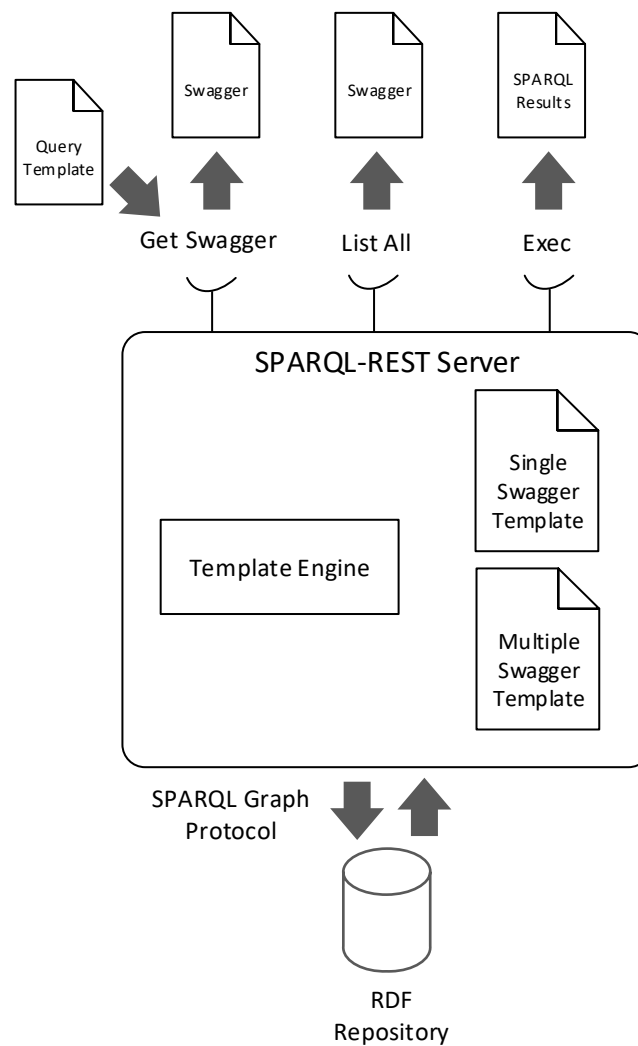 Swagger
Swagger
SPARQL
Results
Query
Template
Get Swagger
List All
Exec
SPARQL-REST Server
Single
Swagger
Template
Template Engine
Multiple
Swagger
Template
SPARQL Graph
Protocol
RDF
Repository